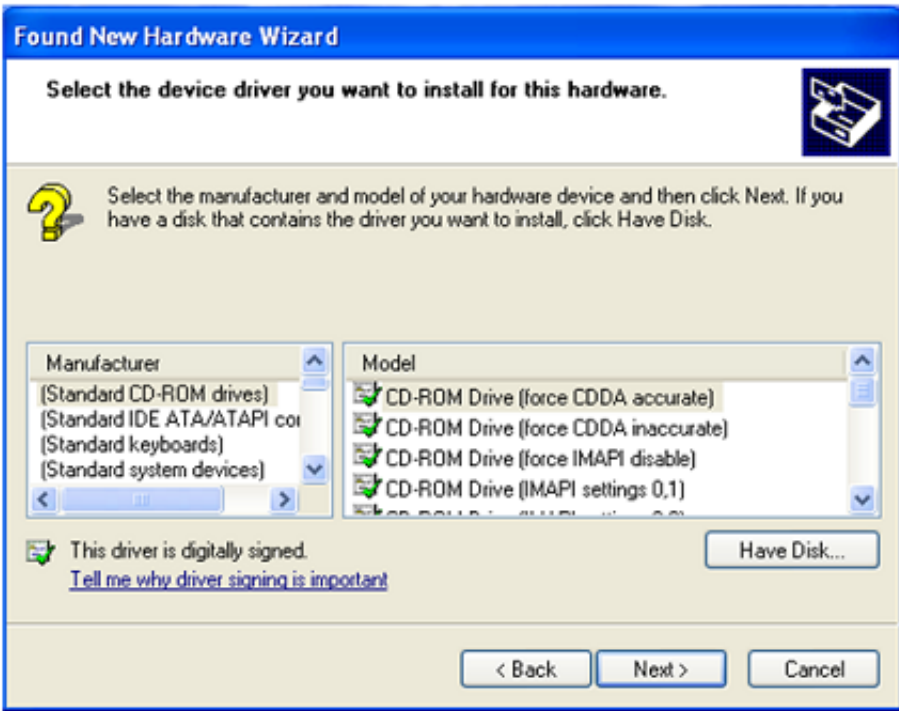 Found New Hardware Wizard
Select the device driver you want to install for this hardware.
Select the manufacturer and model of your hardware device and then click Next. If you
have a disk that contains the driver you want to install, click Have Disk.
Manufacturer
(Standard CD-ROM drives)
(Standard IDE ATA/ATAPI cor
(Standard keyboards)
(Standard system devices)
Model
CD-ROM Drive (force CDDA accurate)
CD-ROM Drive (force CDDA inaccurate)
CD-ROM Drive (force IMAPI disable)
CD-ROM Drive (IMAPI settings 0,1)
This driver is digitally signed.
Tell me why driver signing is important
Have Disk...
< Back
Next >
Cancel